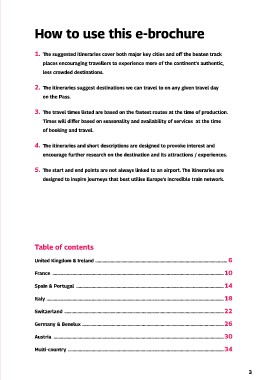 How to use this e-brochure
1. The suggested itineraries cover both major key cities and off the beaten track
places encouraging travellers to experience more of the continent's authentic,
less crowded destinations.
2. The itineraries suggest destinations we can travel to on any given travel day
on the Pass.
3. The travel times listed are based on the fastest routes at the time of production.
Times will differ based on seasonality and availability of services at the time
of booking and travel.
4. The itineraries and short descriptions are designed to provoke interest and
encourage further research on the destination and its attractions / experiences.
5. The start and end points are not always linked to an airport. The itineraries are
designed to inspire journeys that best utilise Europe's incredible train network.
Table of contents
United Kingdom & Ireland 6
France 10
Spain & Portugal 14
Italy 18
Switzerland 22
Germany & Benelux 26
Austria 30
Multi-country 34
3